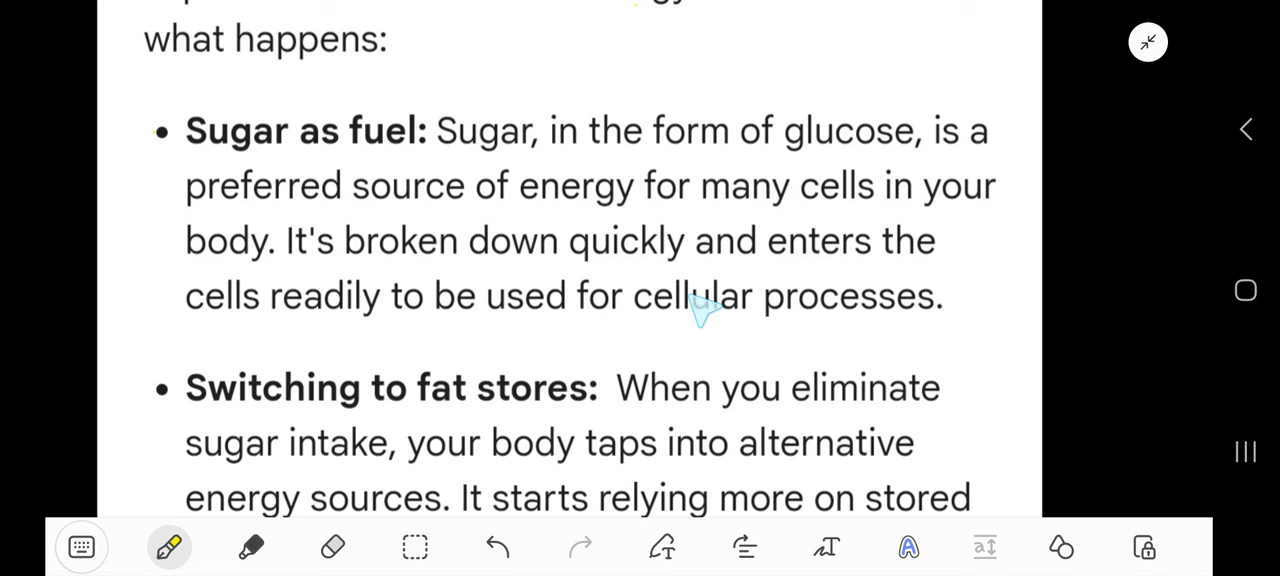 what happens:
• Sugar as fuel: Sugar, in the form of glucose, is a
preferred source of energy for many cells in your
body. It's broken down quickly and enters the
cells readily to be used for cellular processes.
• Switching to fat stores: When you eliminate
sugar intake, your body taps into alternative
energy sources. It starts relying more on stored